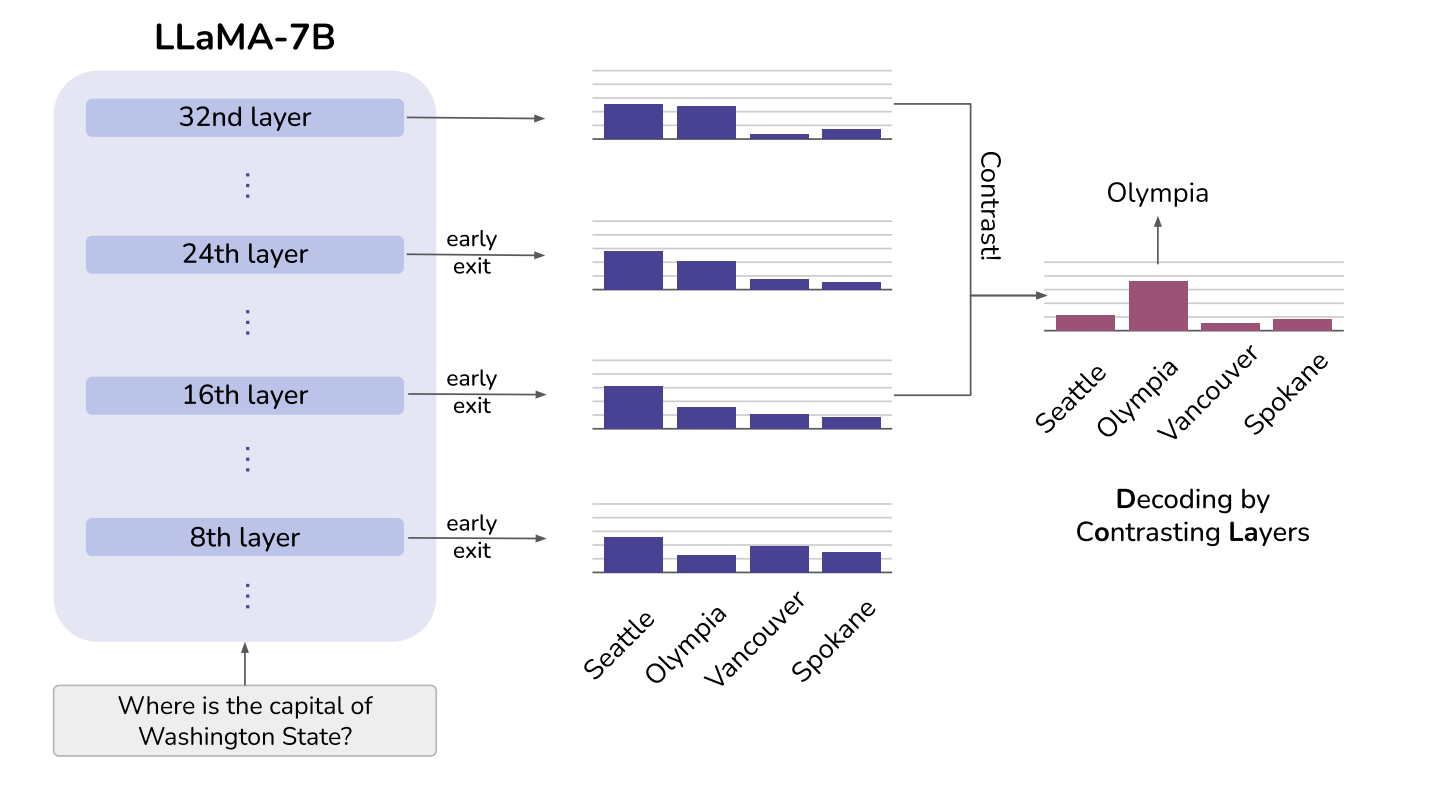 LLaMA-7B
32nd layer
24th layer
early
exit
16th layer
early
exit
8th layer
early
exit
Where is the capital of
Washington State?
Seattle
Olympia
Vancouver
Spokane
Contrast!
Olympia
Seattle
Olympia
Vancouver
Spokane
Decoding by
Contrasting Layers